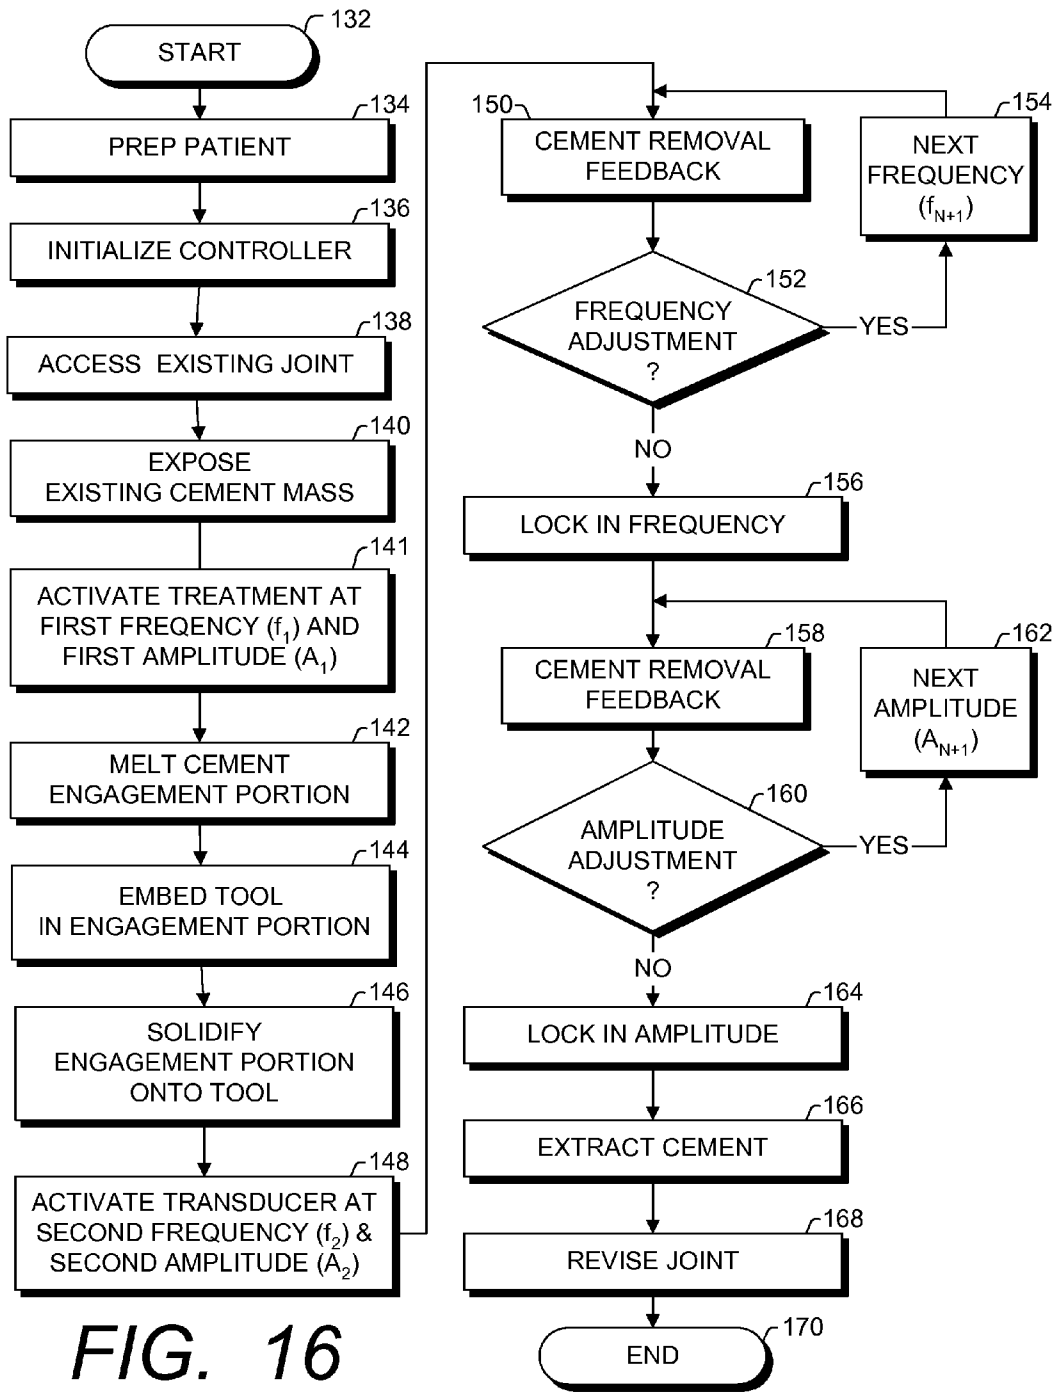 132
START
134
PREP PATIENT
136
INITIALIZE CONTROLLER
138
ACCESS EXISTING JOINT
140
EXPOSE
EXISTING CEMENT MASS
141
ACTIVATE TREATMENT AT
FIRST FREQENCY (f1) AND
FIRST AMPLITUDE (A1)
142
MELT CEMENT
ENGAGEMENT PORTION
144
EMBED TOOL
IN ENGAGEMENT PORTION
146
SOLIDIFY
ENGAGEMENT PORTION
ONTO TOOL
148
ACTIVATE TRANSDUCER AT
SECOND FREQUENCY (f2) &
SECOND AMPLITUDE (A2)
150
CEMENT REMOVAL
FEEDBACK
154
NEXT
FREQUENCY
(fN+1)
152
FREQUENCY
ADJUSTMENT
?
YES
NO
156
LOCK IN FREQUENCY
158
CEMENT REMOVAL
FEEDBACK
162
NEXT
AMPLITUDE
(AN+1)
160
AMPLITUDE
ADJUSTMENT
?
YES
NO
164
LOCK IN AMPLITUDE
166
EXTRACT CEMENT
168
REVISE JOINT
170
END
FIG. 16